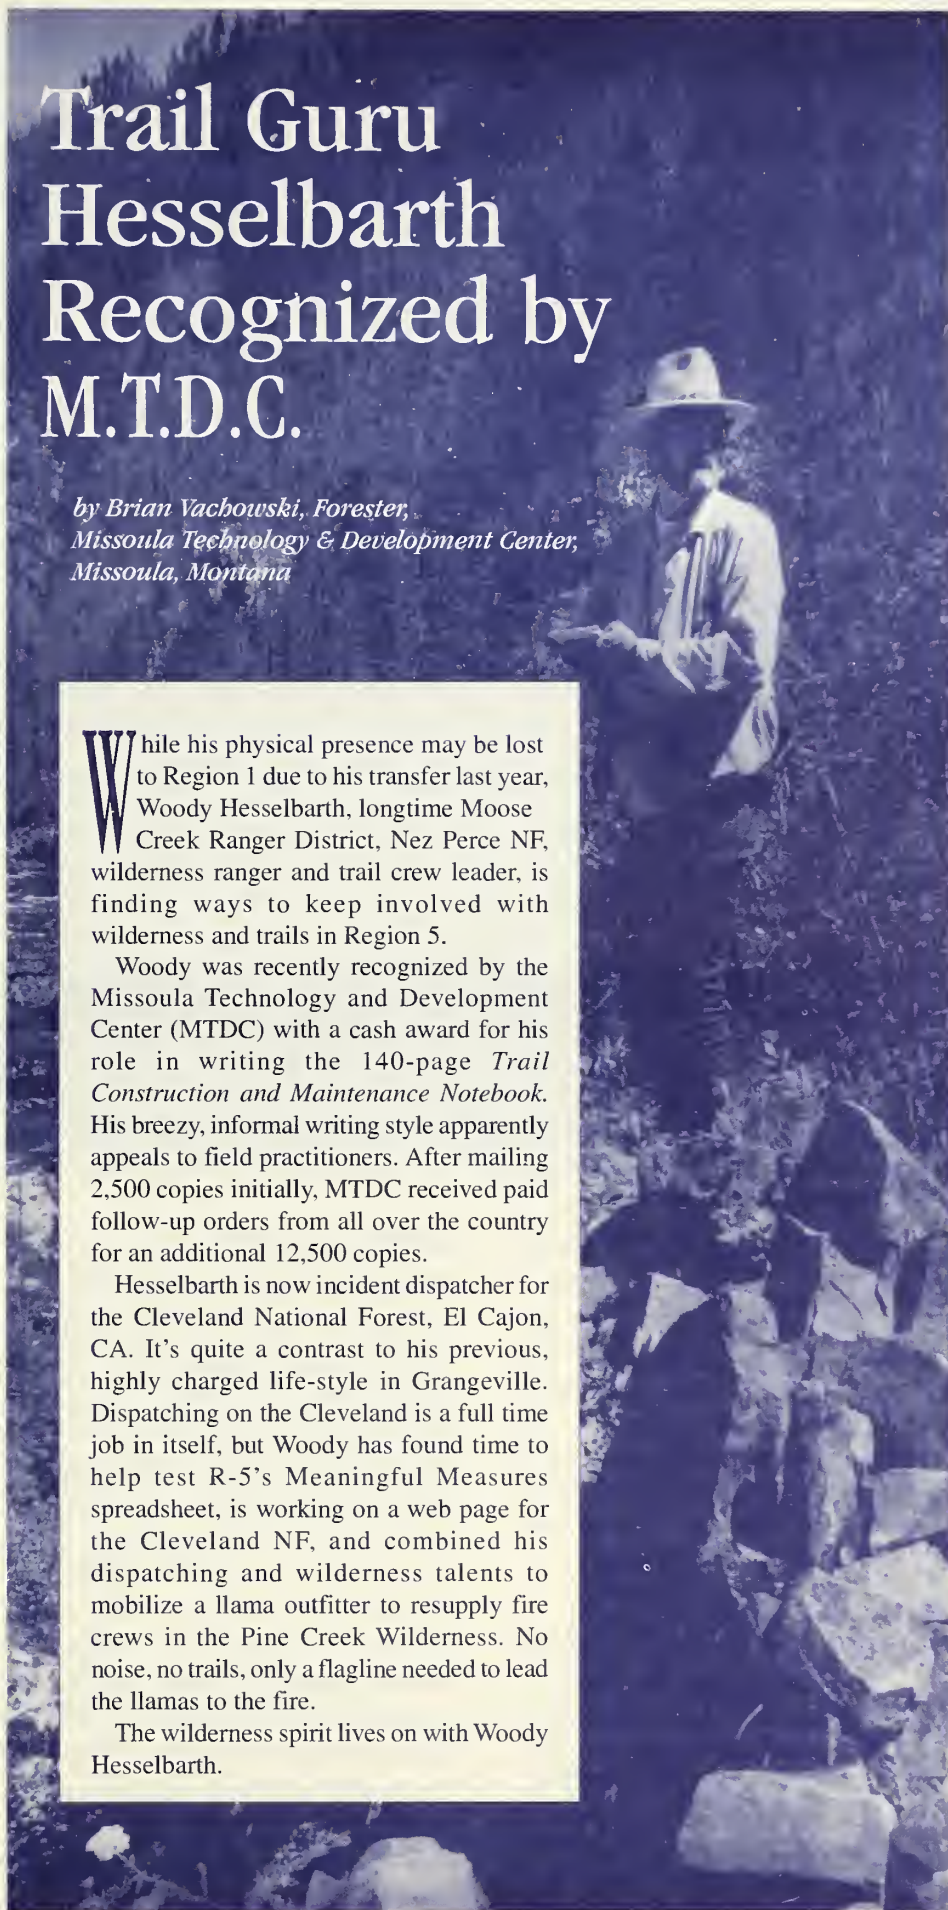 Trail Guru
Hesselbarth
Recognized by
M.T.D.C.
by Brian Vachowski, Forester,
Missoula Technology & Development Center,
Missoula, Montana
While his physical presence may be lost
to Region 1 due to his transfer last year,
Woody Hesselbarth, longtime Moose
Creek Ranger District, Nez Perce NF,
wilderness ranger and trail crew leader, is
finding ways to keep involved with
wilderness and trails in Region 5.
Woody was recently recognized by the
Missoula Technology and Development
Center (MTDC) with a cash award for his
role in writing the 140-page Trail
Construction and Maintenance Notebook.
His breezy, informal writing style apparently
appeals to field practitioners. After mailing
2,500 copies initially, MTDC received paid
follow-up orders from all over the country
for an additional 12,500 copies.
Hesselbarth is now incident dispatcher for
the Cleveland National Forest, El Cajon,
CA. It's quite a contrast to his previous,
highly charged life-style in Grangeville.
Dispatching on the Cleveland is a full time
job in itself, but Woody has found time to
help test R-5's Meaningful Measures
spreadsheet, is working on a web page for
the Cleveland NF, and combined his
dispatching and wilderness talents to
mobilize a llama outfitter to resupply fire
crews in the Pine Creek Wilderness. No
noise, no trails, only a flagline needed to lead
the llamas to the fire.
The wilderness spirit lives on with Woody
Hesselbarth.